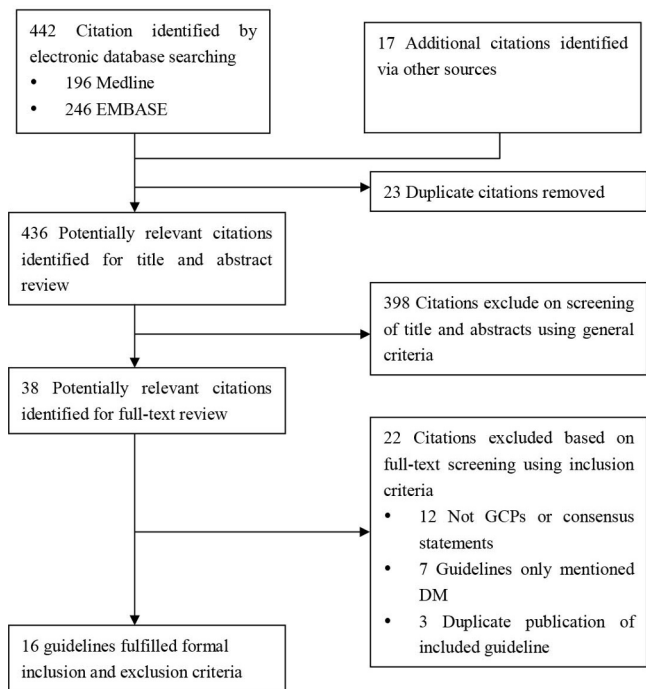 442 Citation identified by
electronic database searching
• 196 Medline
• 246 EMBASE
17 Additional citations identified
via other sources
23 Duplicate citations removed
436 Potentially relevant citations
identified for title and abstract
review
398 Citations exclude on screening
of title and abstracts using general
criteria
38 Potentially relevant citations
identified for full-text review
22 Citations excluded based on
full-text screening using inclusion
criteria
• 12 Not GCPs or consensus
statements
• 7 Guidelines only mentioned
DM
• 3 Duplicate publication of
included guideline
16 guidelines fulfilled formal
inclusion and exclusion criteria